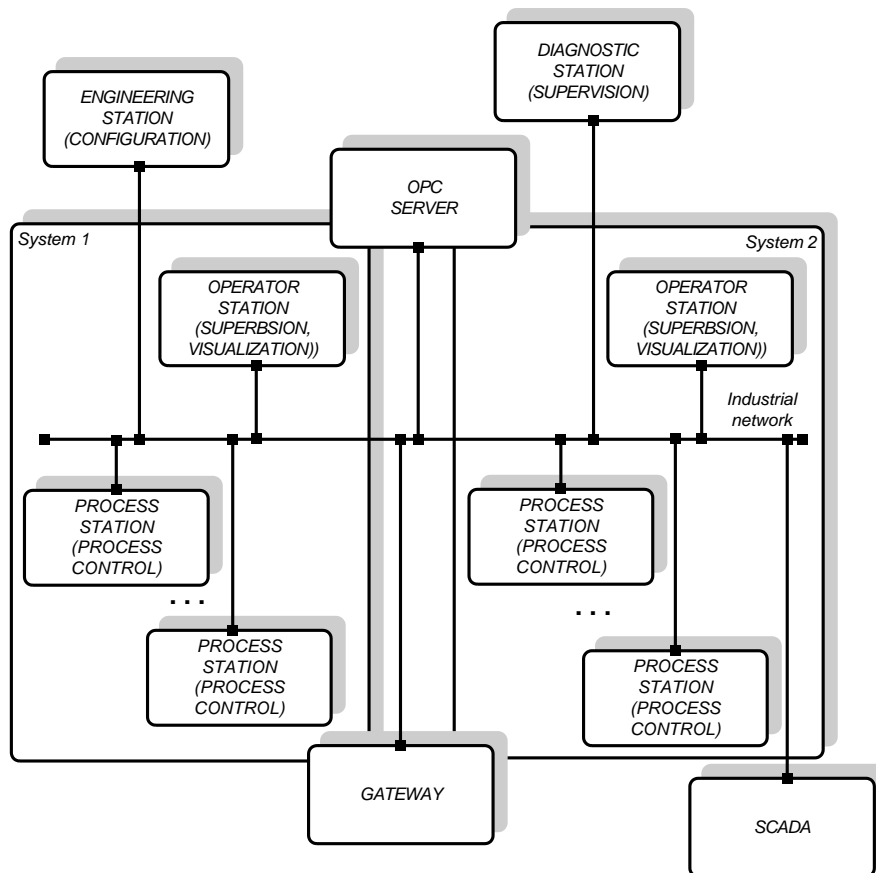 DIAGNOSTIC
STATION
(SUPERVISION)
ENGINEERING
STATION
(CONFIGURATION)
OPC
SERVER
System 1
System 2
OPERATOR
STATION
(SUPERBSION,
VISUALIZATION))
OPERATOR
STATION
(SUPERBSION,
VISUALIZATION))
Industrial
network
PROCESS
STATION
(PROCESS
CONTROL)
PROCESS
STATION
(PROCESS
CONTROL)
. . .
. . .
PROCESS
STATION
(PROCESS
CONTROL)
PROCESS
STATION
(PROCESS
CONTROL)
GATEWAY
SCADA